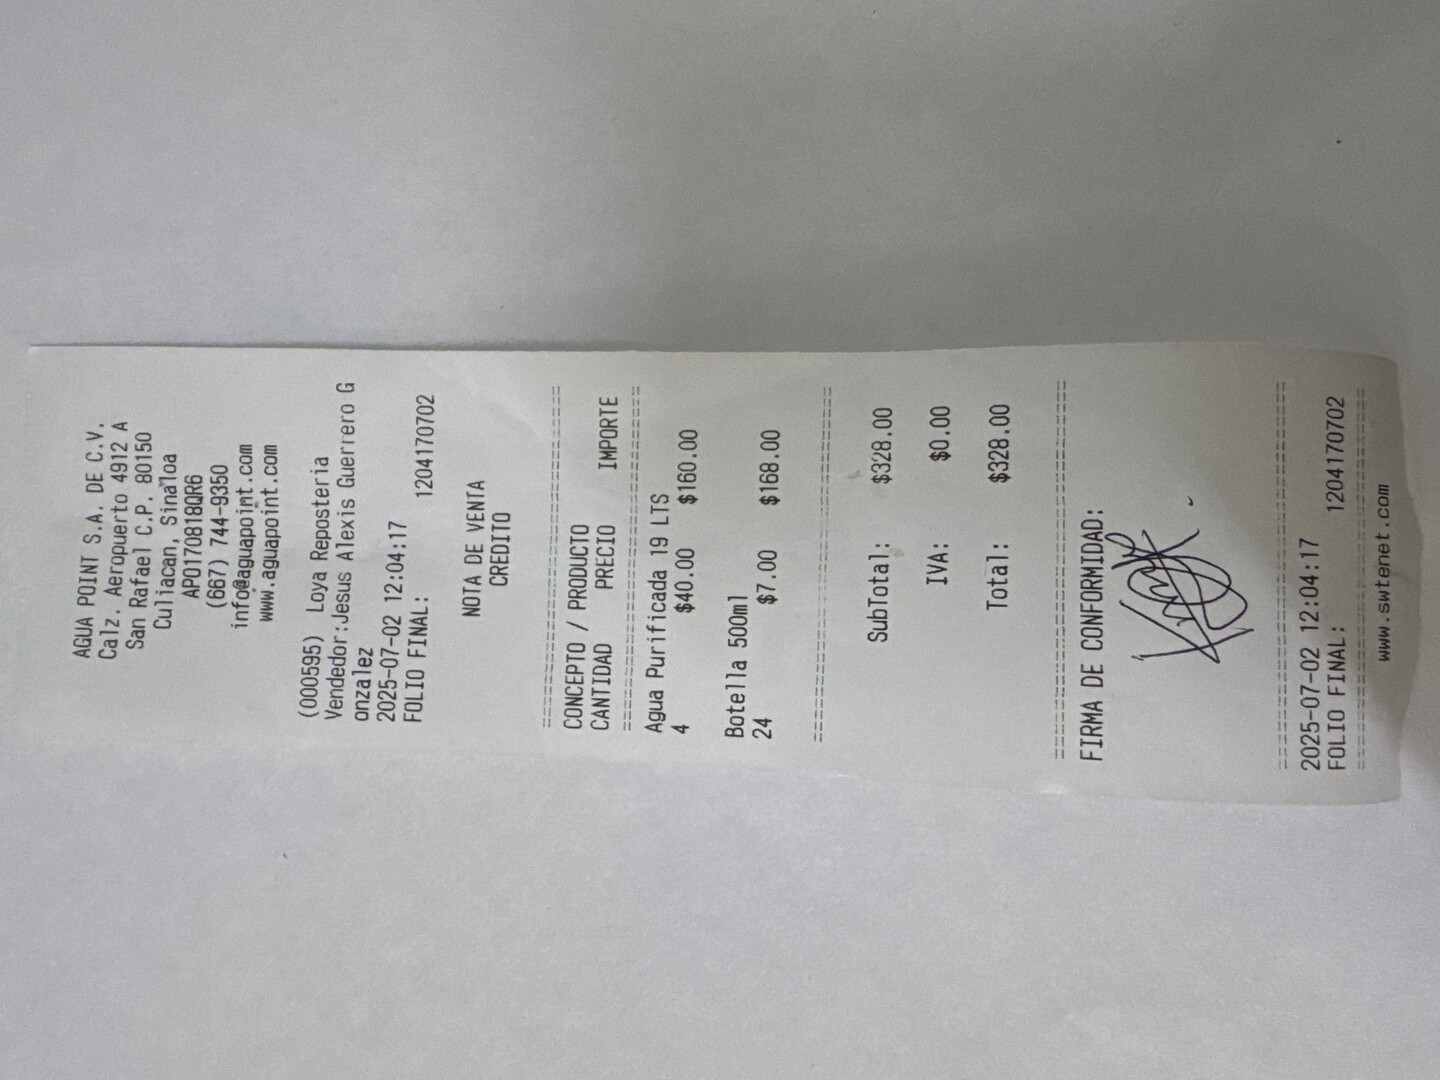 AGUA POINT S.A. DE C.V.
Calz. Aeropuerto 4912 A
San Rafael C.P. 80150
Culiacan, Sinaloa
APO170818QR6
(667) 744-9350
info@aguapoint.com
www.aguapoint.com
(000595) Loya Reposteria
Vendedor:Jesus Alexis Guerrero G
onzalez
2025-07-02 12:04:17
FOLIO FINAL: 1204170702
NOTA DE VENTA
CREDITO
================================
CONCEPTO / PRODUCTO
CANTIDAD PRECIO IMPORTE
================================
Agua Purificada 19 LTS
4 $40.00 $160.00
Botella 500ml
24 $7.00 $168.00
================================
SubTotal: $328.00
IVA: $0.00
Total: $328.00
================================
FIRMA DE CONFORMIDAD:
================================
2025-07-02 12:04:17
FOLIO FINAL: 1204170702
================================
www.swtenet.com